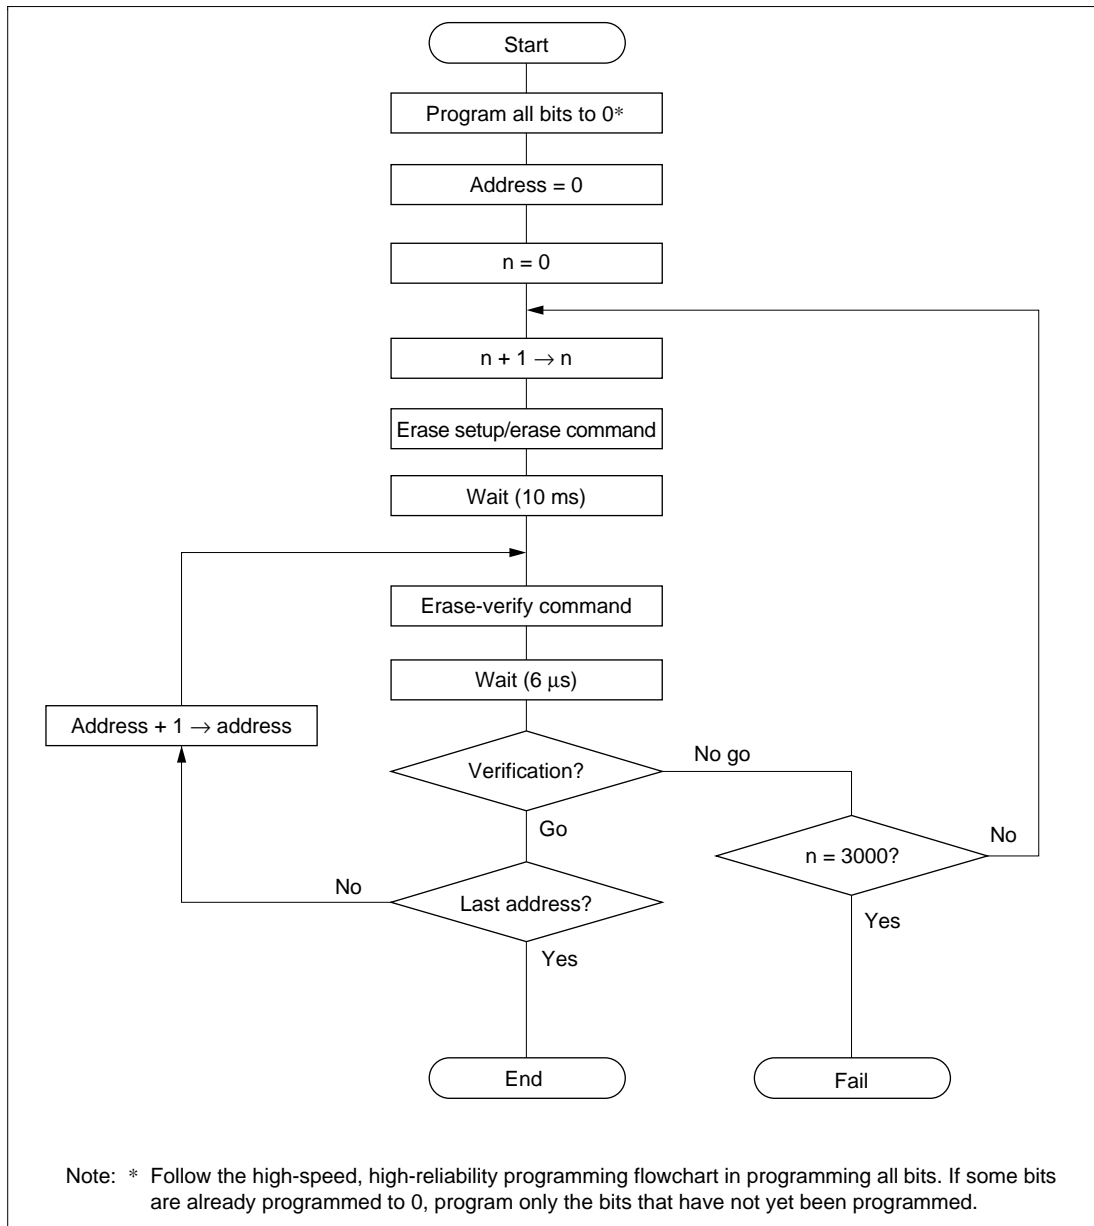 Start
Program all bits to 0*
Address = 0
n = 0
n + 1 → n
Erase setup/erase command
Wait (10 ms)
Erase-verify command
Wait (6 μs)
Address + 1 → address
Verification?
No go
Go
n = 3000?
No
No
Last address?
Yes
Yes
End
Fail
Note: * Follow the high-speed, high-reliability programming flowchart in programming all bits. If some bits
are already programmed to 0, program only the bits that have not yet been programmed.